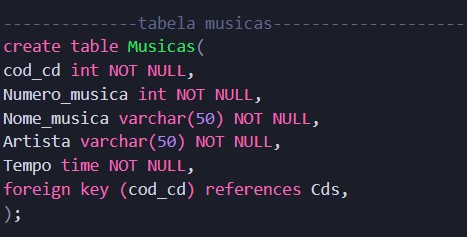 --------------tabela musicas--------------------
create table Musicas(
cod_cd int NOT NULL,
Numero_musica int NOT NULL,
Nome_musica varchar(50) NOT NULL,
Artista varchar(50) NOT NULL,
Tempo time NOT NULL,
foreign key (cod_cd) references Cds,
);